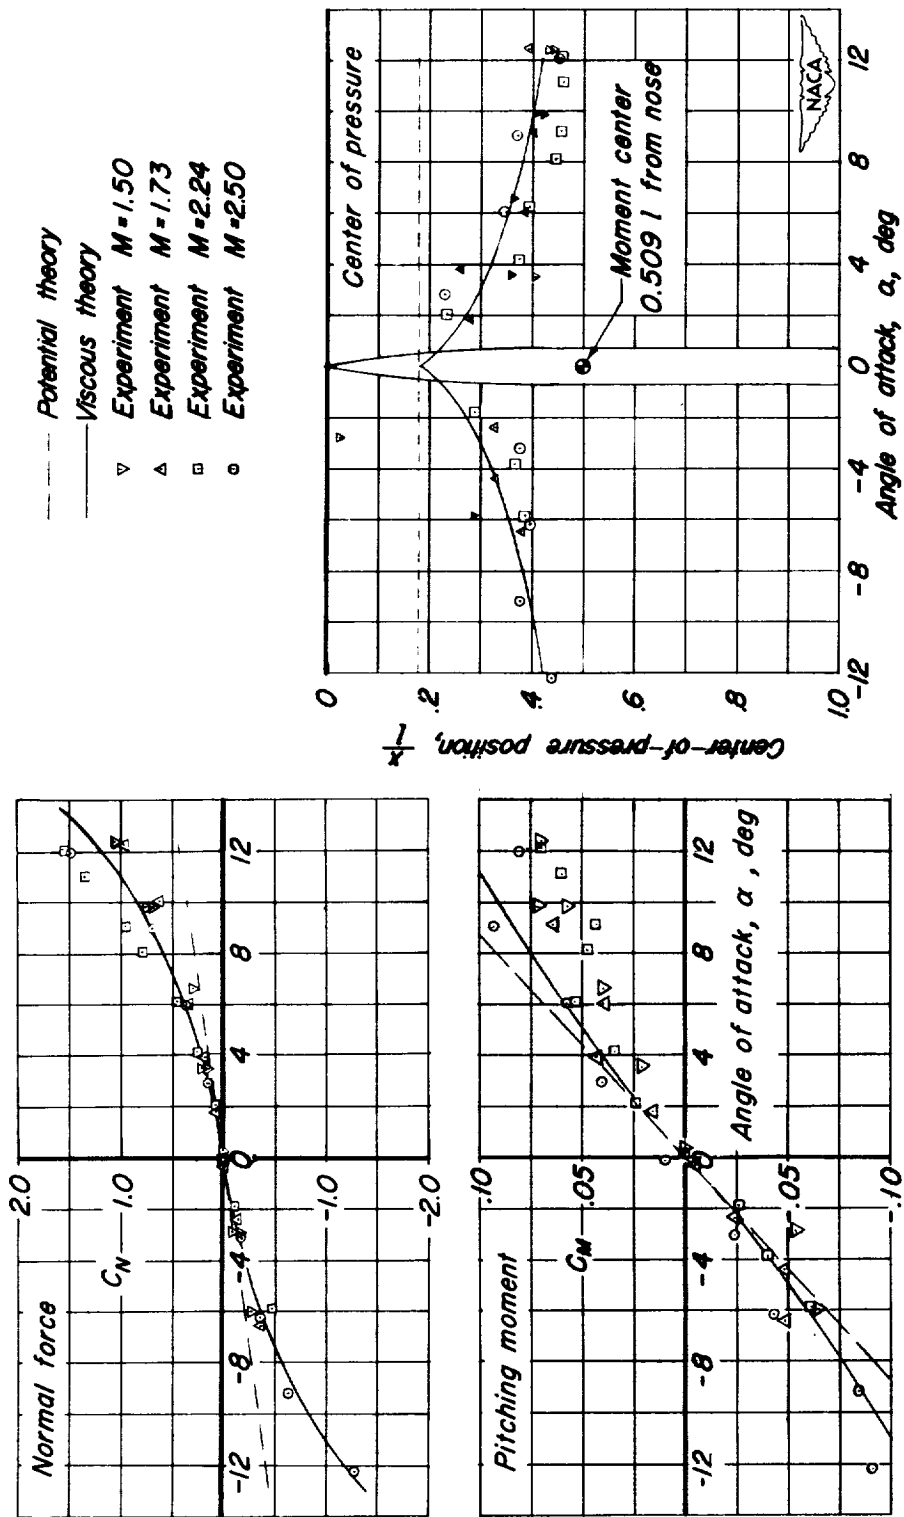 Potential theory
Viscous theory
Experiment M=1.50
Experiment M=1.73
Experiment M=2.24
Experiment M=2.50
Normal force
2.0
C_N
1.0
-1.0
-2.0
-12 -8 -4 0 4 8 12
Pitching moment
.10
.05
C_M
-.05
-.10
-12 -8 -4 0 4 8 12
Angle of attack, α, deg
Center of pressure
0
.2
.4
.6
.8
1.0
Center-of-pressure position, x/l
-12 -8 -4 0 4 8 12
Angle of attack, α, deg
Moment center
0.509 l from nose
NACA